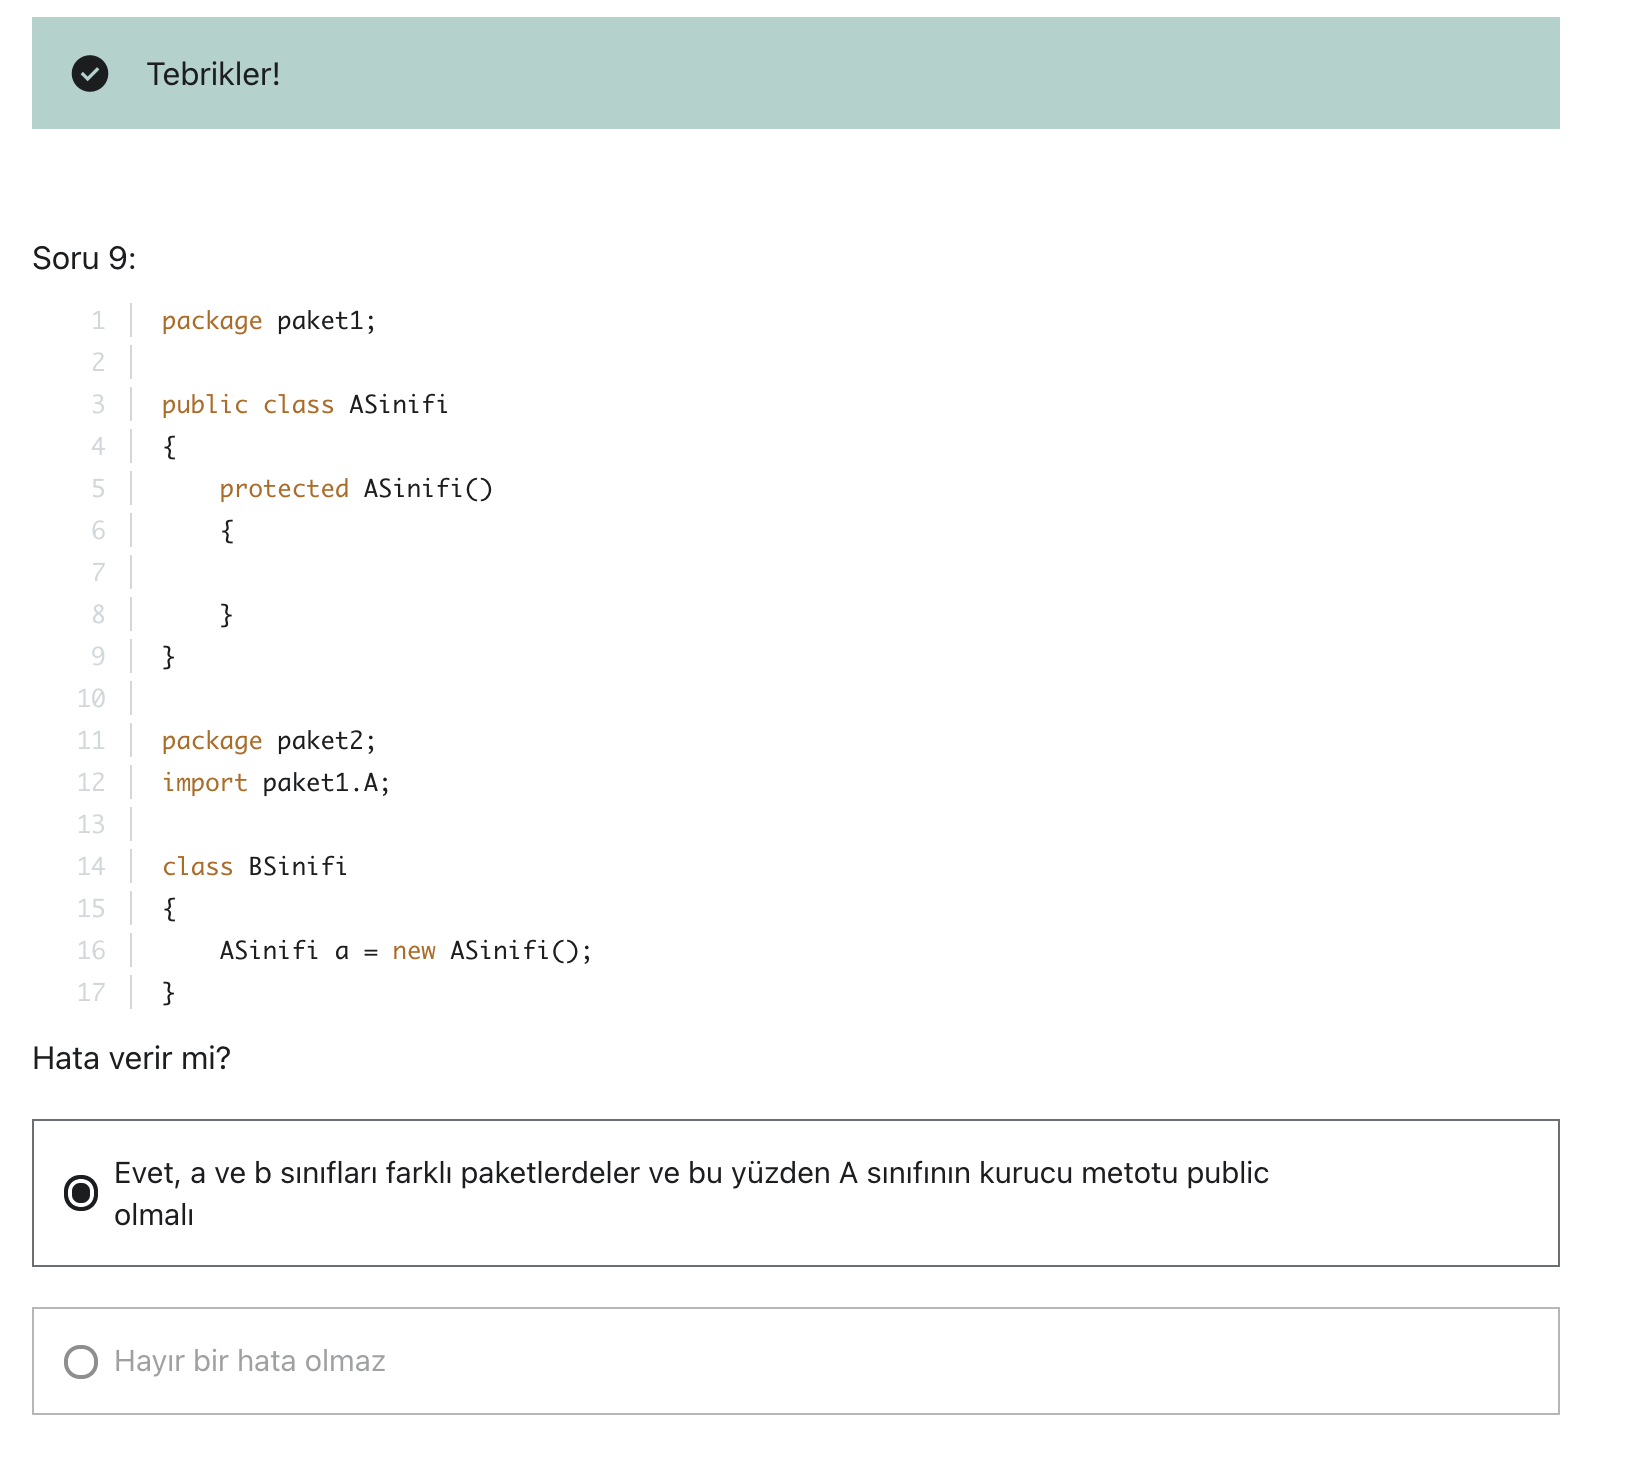 Tebrikler!
Soru 9:
1 package paket1;
2
3 public class ASinifi
4 {
5     protected ASinifi()
6     {
7
8     }
9 }
10
11 package paket2;
12 import paket1.A;
13
14 class BSinifi
15 {
16     ASinifi a = new ASinifi();
17 }
Hata verir mi?
Evet, a ve b sınıfları farklı paketlerdeler ve bu yüzden A sınıfının kurucu metotu public
olmalı
Hayır bir hata olmaz